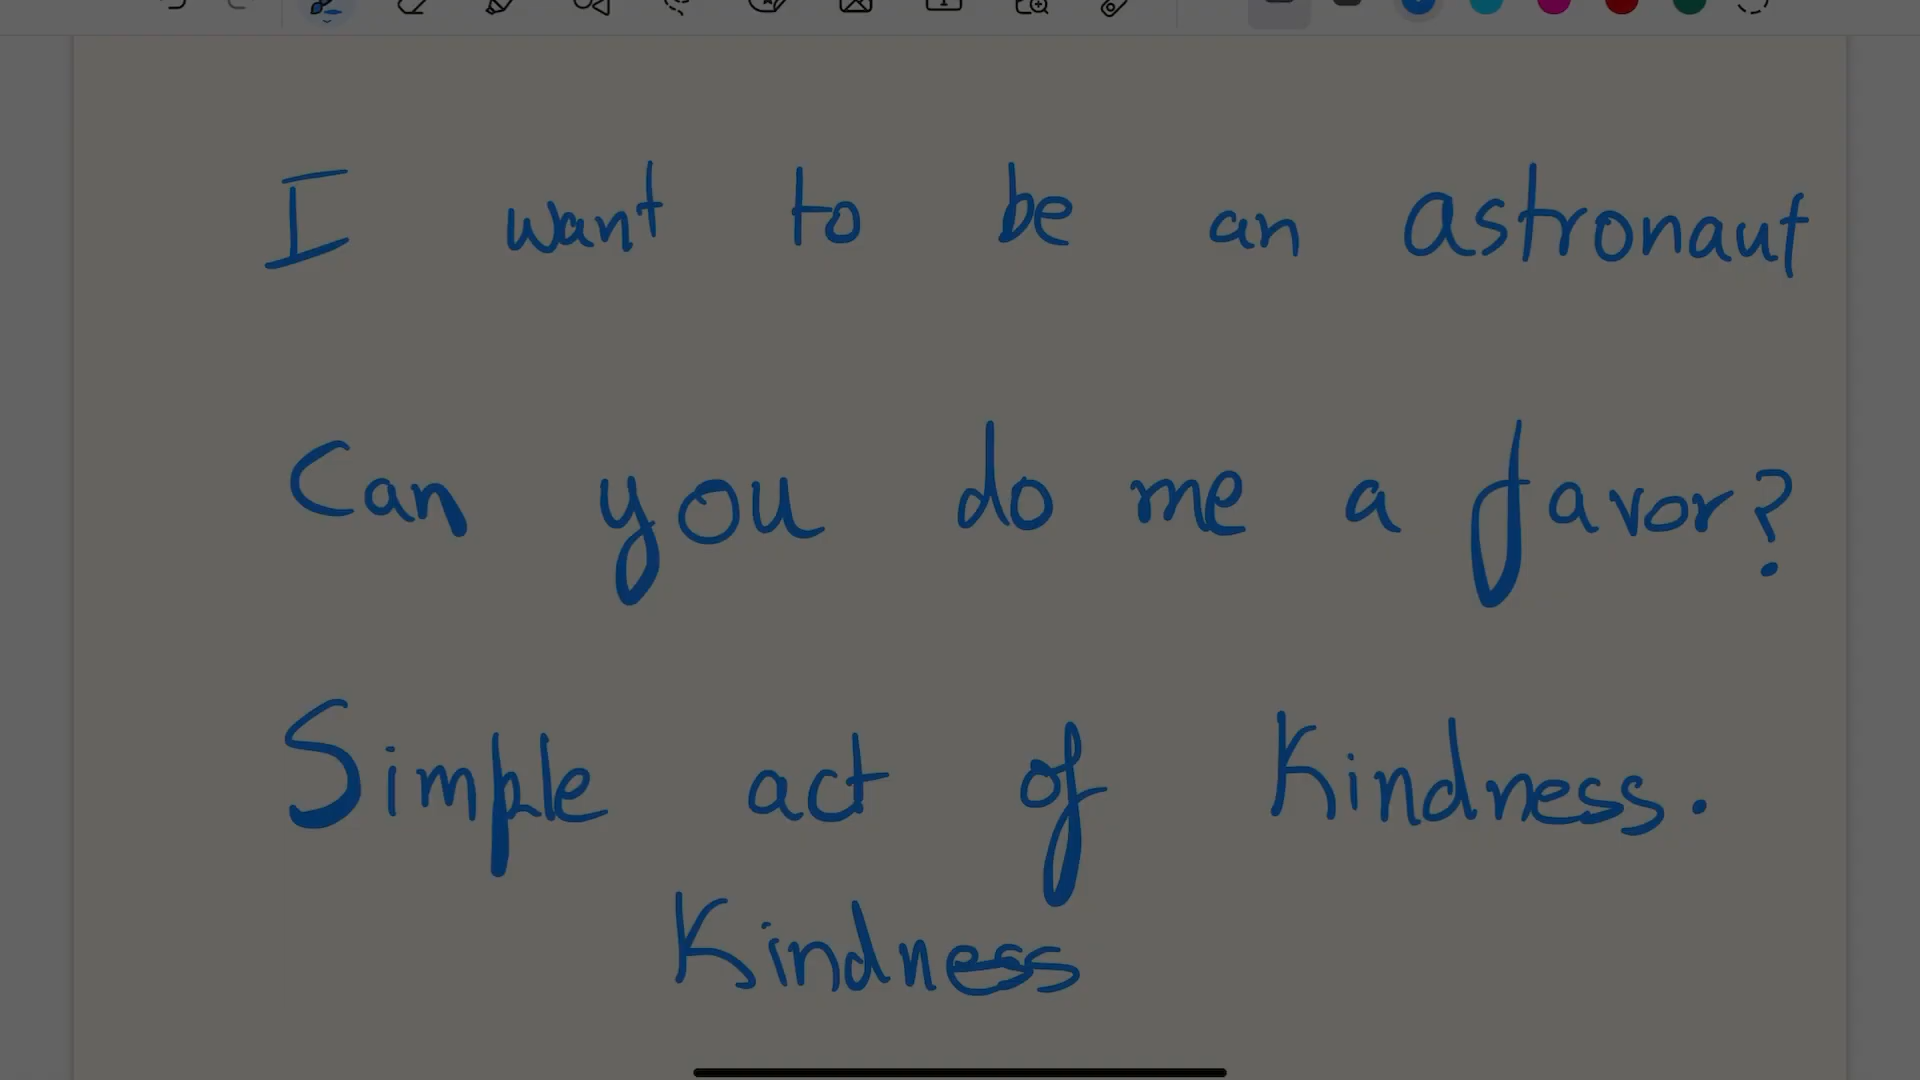 I want to be an astronaut
Can you do me a favor?
Simple act of Kindness.
Kindness